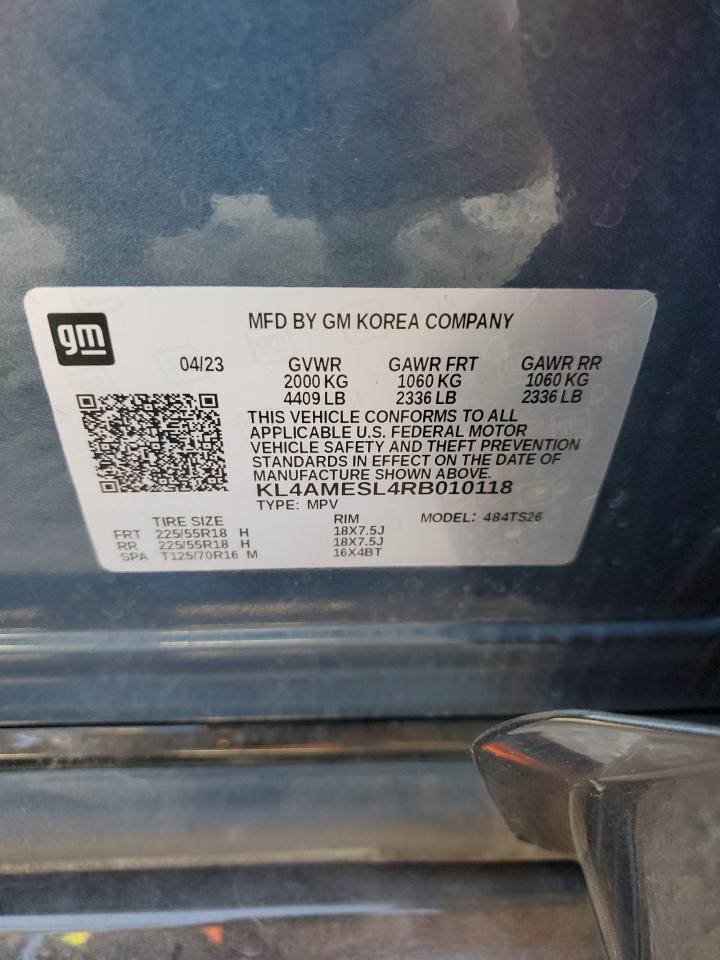 gm
MFD BY GM KOREA COMPANY
04/23 GVWR GAWR FRT GAWR RR
2000 KG 1060 KG 1060 KG
4409 LB 2336 LB 2336 LB
THIS VEHICLE CONFORMS TO ALL
APPLICABLE U.S. FEDERAL MOTOR
VEHICLE SAFETY AND THEFT PREVENTION
STANDARDS IN EFFECT ON THE DATE OF
MANUFACTURE SHOWN ABOVE.
KL4AMESL4RB010118
TYPE: MPV
TIRE SIZE RIM MODEL: 484TS26
FRT 225/55R18 H 18X7.5J
RR 225/55R18 H 18X7.5J
SPA T125/70R16 M 16X4BT